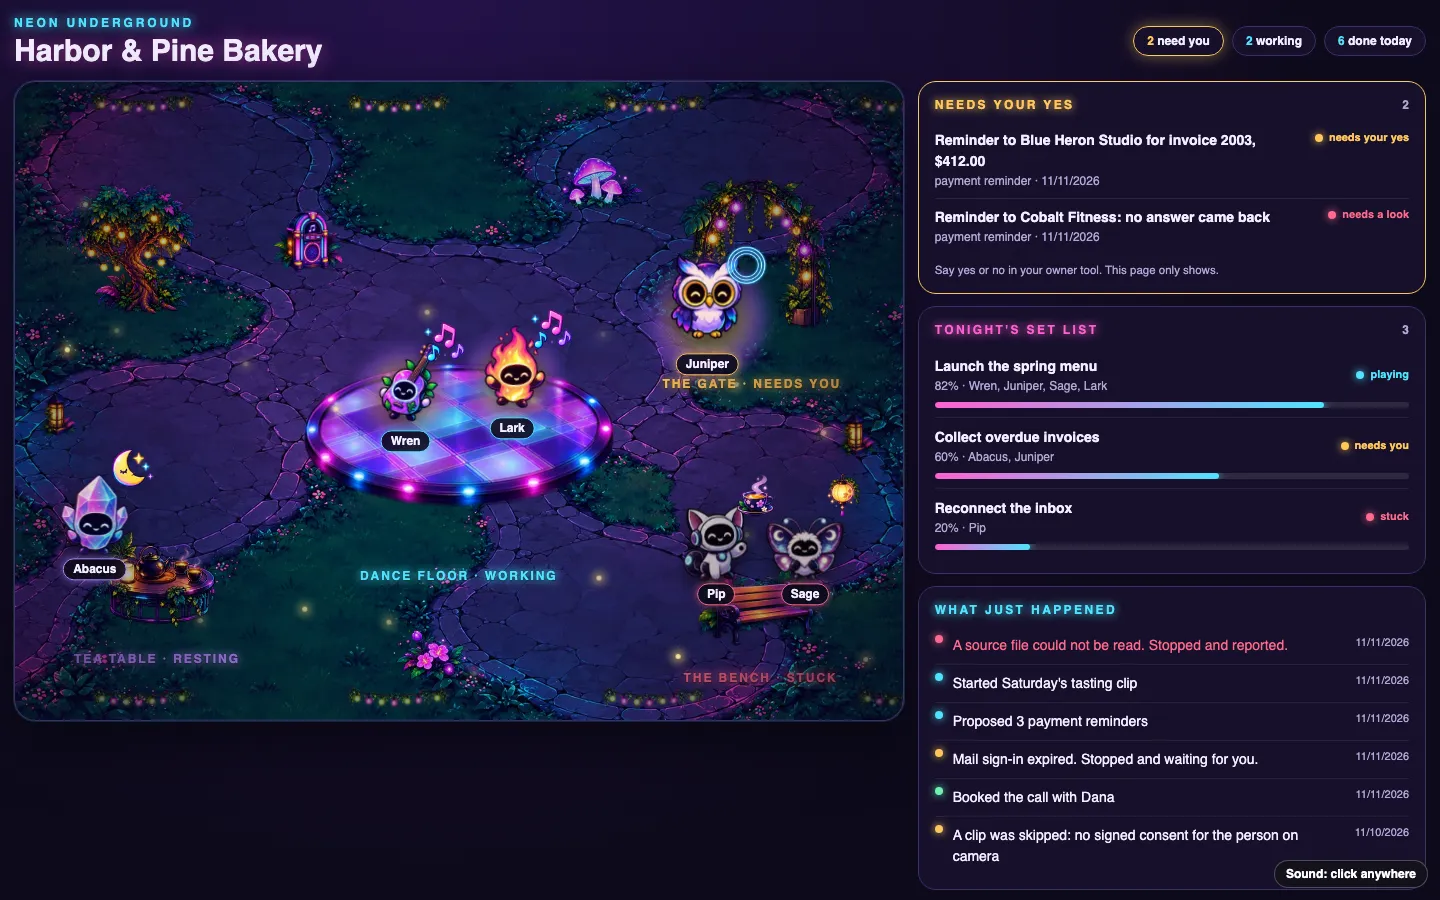 NEON UNDERGROUND
Harbor & Pine Bakery
2 need you
2 working
6 done today
Juniper
THE GATE · NEEDS YOU
Wren
Lark
Abacus
Pip
Sage
DANCE FLOOR · WORKING
TEA TABLE · RESTING
THE BENCH · STUCK
NEEDS YOUR YES
2
Reminder to Blue Heron Studio for invoice 2003,
$412.00
needs your yes
payment reminder · 11/11/2026
Reminder to Cobalt Fitness: no answer came back
needs a look
payment reminder · 11/11/2026
Say yes or no in your owner tool. This page only shows.
TONIGHT'S SET LIST
3
Launch the spring menu
82% · Wren, Juniper, Sage, Lark
playing
Collect overdue invoices
60% · Abacus, Juniper
needs you
Reconnect the inbox
20% · Pip
stuck
WHAT JUST HAPPENED
A source file could not be read. Stopped and reported.
11/11/2026
Started Saturday's tasting clip
11/11/2026
Proposed 3 payment reminders
11/11/2026
Mail sign-in expired. Stopped and waiting for you.
11/11/2026
Booked the call with Dana
11/11/2026
A clip was skipped: no signed consent for the person on
camera
11/10/2026
Sound: click anywhere